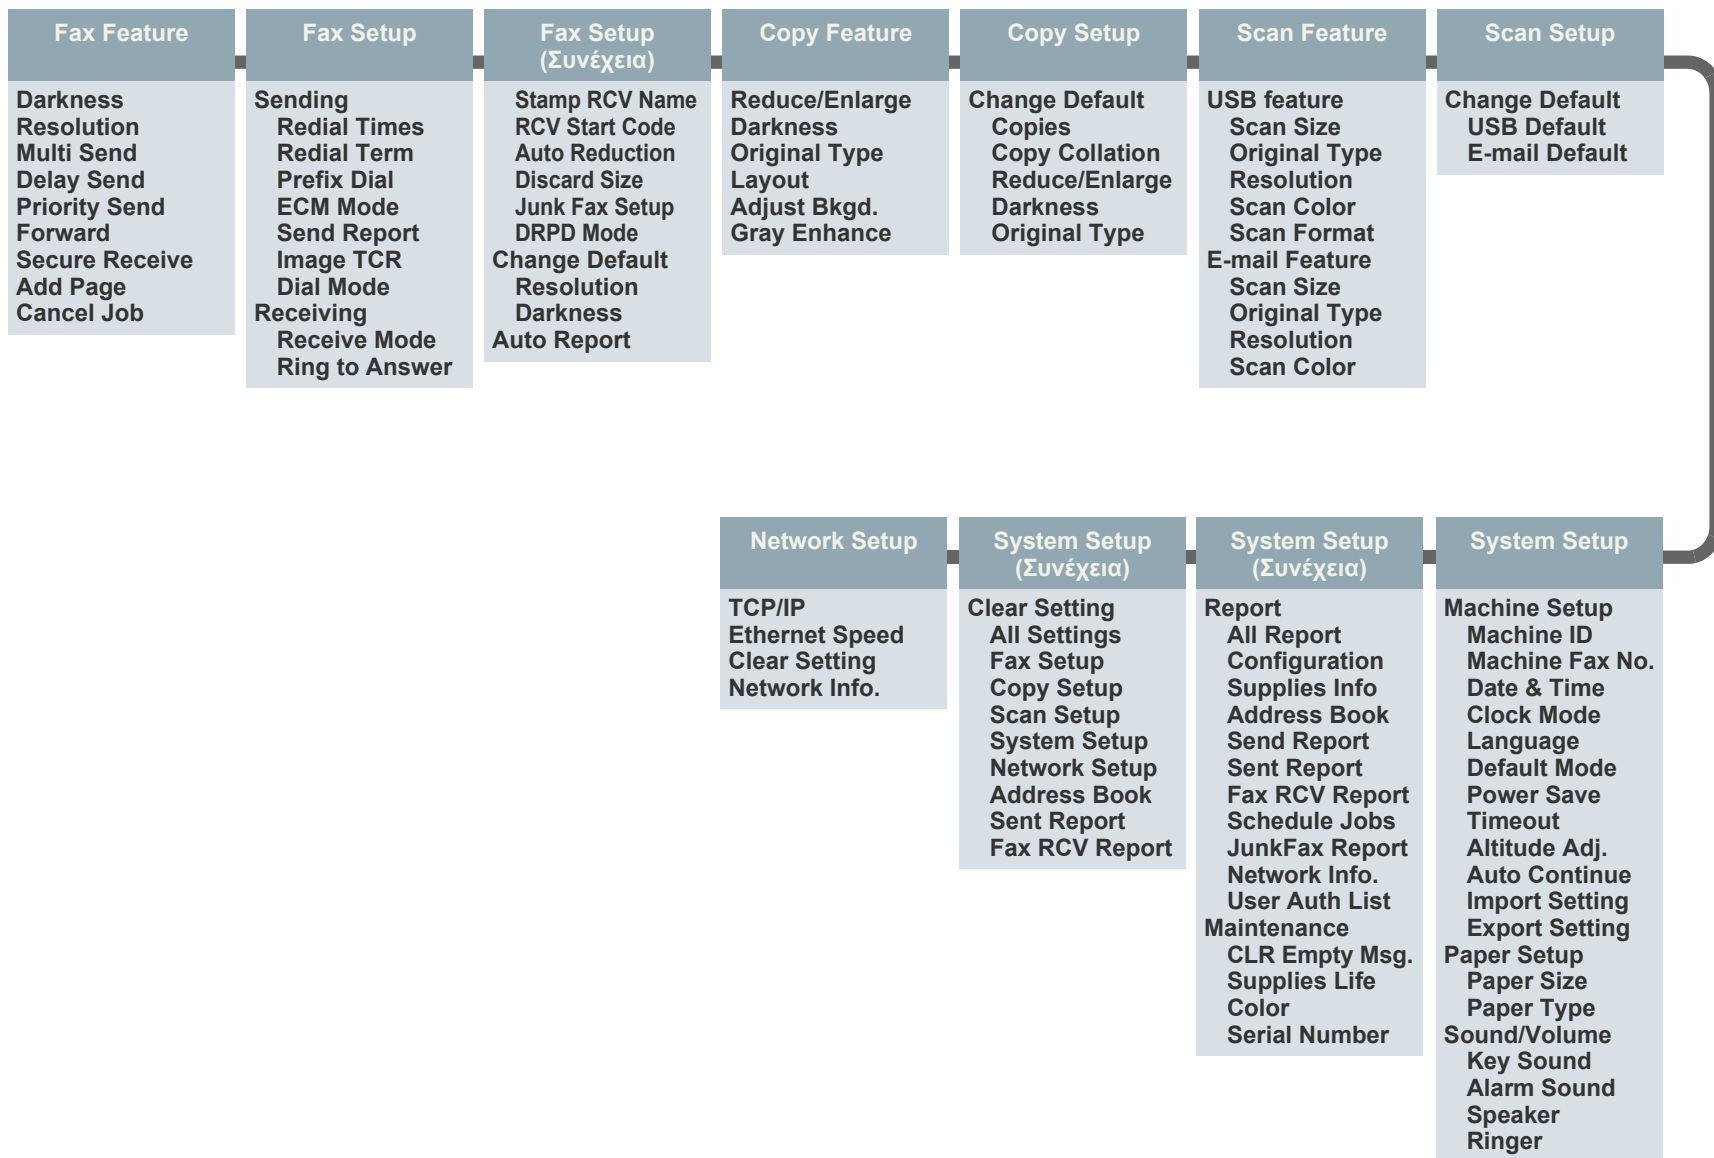 Fax Feature
Darkness
Resolution
Multi Send
Delay Send
Priority Send
Forward
Secure Receive
Add Page
Cancel Job
Fax Setup
Sending
Redial Times
Redial Term
Prefix Dial
ECM Mode
Send Report
Image TCR
Dial Mode
Receiving
Receive Mode
Ring to Answer
Fax Setup
(Συνέχεια)
Stamp RCV Name
RCV Start Code
Auto Reduction
Discard Size
Junk Fax Setup
DRPD Mode
Change Default
Resolution
Darkness
Auto Report
Copy Feature
Reduce/Enlarge
Darkness
Original Type
Layout
Adjust Bkgd.
Gray Enhance
Copy Setup
Change Default
Copies
Copy Collation
Reduce/Enlarge
Darkness
Original Type
Scan Feature
USB feature
Scan Size
Original Type
Resolution
Scan Color
Scan Format
E-mail Feature
Scan Size
Original Type
Resolution
Scan Color
Scan Setup
Change Default
USB Default
E-mail Default
Network Setup
TCP/IP
Ethernet Speed
Clear Setting
Network Info.
System Setup
(Συνέχεια)
Clear Setting
All Settings
Fax Setup
Copy Setup
Scan Setup
System Setup
Network Setup
Address Book
Sent Report
Fax RCV Report
System Setup
(Συνέχεια)
Report
All Report
Configuration
Supplies Info
Address Book
Send Report
Sent Report
Fax RCV Report
Schedule Jobs
JunkFax Report
Network Info.
User Auth List
Maintenance
CLR Empty Msg.
Supplies Life
Color
Serial Number
System Setup
Machine Setup
Machine ID
Machine Fax No.
Date & Time
Clock Mode
Language
Default Mode
Power Save
Timeout
Altitude Adj.
Auto Continue
Import Setting
Export Setting
Paper Setup
Paper Size
Paper Type
Sound/Volume
Key Sound
Alarm Sound
Speaker
Ringer